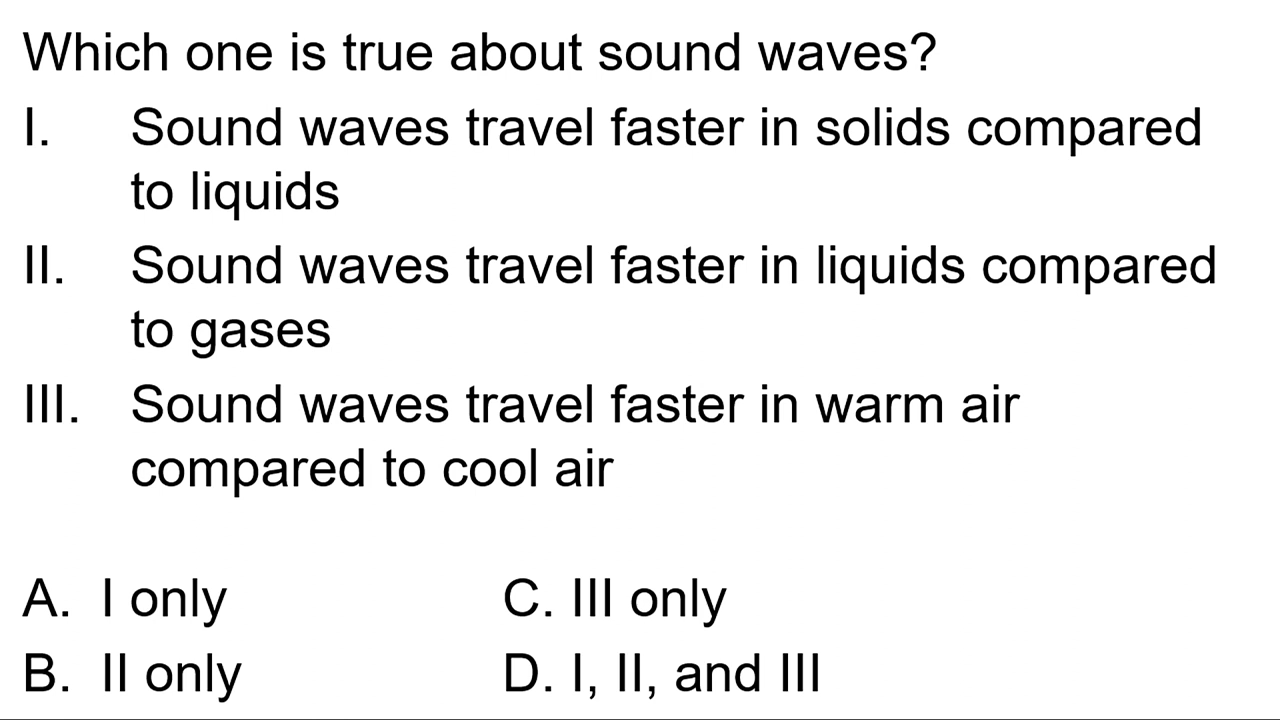 Which one is true about sound waves?
I. Sound waves travel faster in solids compared
to liquids
II. Sound waves travel faster in liquids compared
to gases
III. Sound waves travel faster in warm air
compared to cool air
A. I only C. III only
B. II only D. I, II, and III